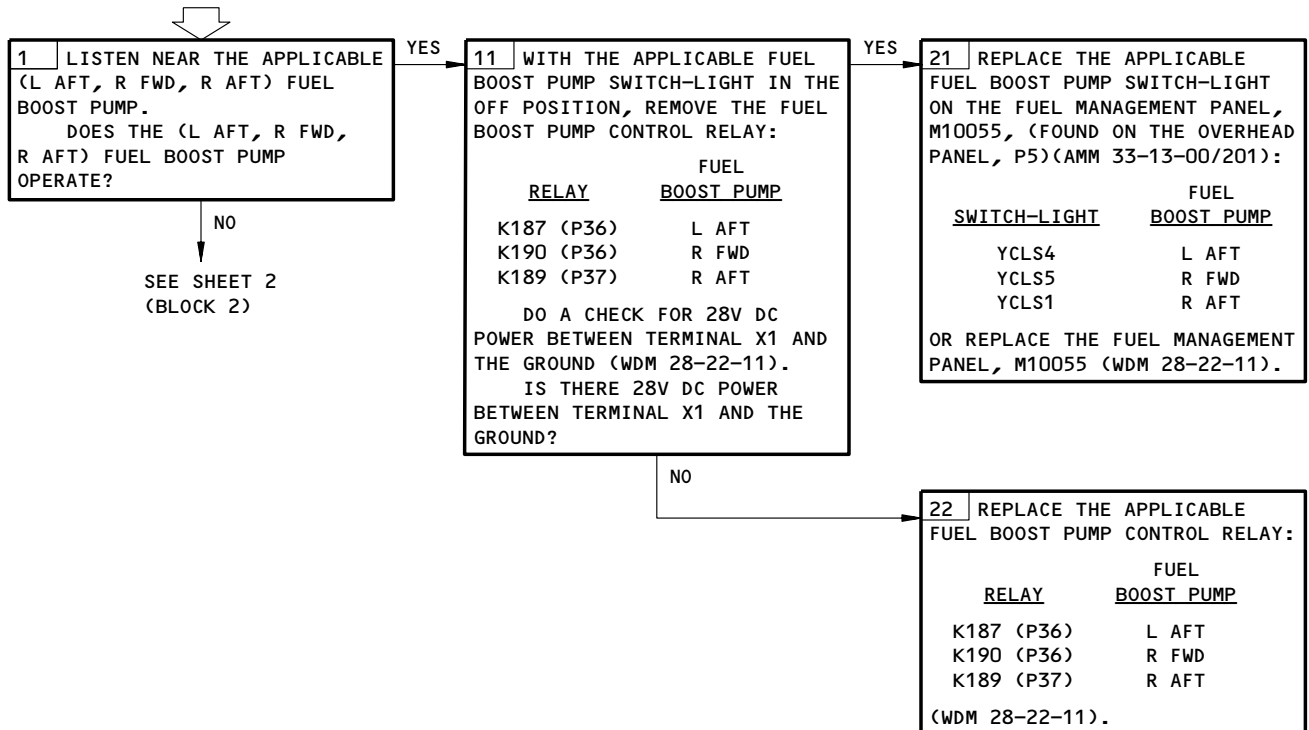 1 LISTEN NEAR THE APPLICABLE
(L AFT, R FWD, R AFT) FUEL
BOOST PUMP.
DOES THE (L AFT, R FWD,
R AFT) FUEL BOOST PUMP
OPERATE?
YES
NO
SEE SHEET 2
(BLOCK 2)
11 WITH THE APPLICABLE FUEL
BOOST PUMP SWITCH-LIGHT IN THE
OFF POSITION, REMOVE THE FUEL
BOOST PUMP CONTROL RELAY:
FUEL
RELAY BOOST PUMP
K187 (P36) L AFT
K190 (P36) R FWD
K189 (P37) R AFT
DO A CHECK FOR 28V DC
POWER BETWEEN TERMINAL X1 AND
THE GROUND (WDM 28-22-11).
IS THERE 28V DC POWER
BETWEEN TERMINAL X1 AND THE
GROUND?
YES
NO
21 REPLACE THE APPLICABLE
FUEL BOOST PUMP SWITCH-LIGHT
ON THE FUEL MANAGEMENT PANEL,
M10055, (FOUND ON THE OVERHEAD
PANEL, P5)(AMM 33-13-00/201):
FUEL
SWITCH-LIGHT BOOST PUMP
YCLS4 L AFT
YCLS5 R FWD
YCLS1 R AFT
OR REPLACE THE FUEL MANAGEMENT
PANEL, M10055 (WDM 28-22-11).
22 REPLACE THE APPLICABLE
FUEL BOOST PUMP CONTROL RELAY:
FUEL
RELAY BOOST PUMP
K187 (P36) L AFT
K190 (P36) R FWD
K189 (P37) R AFT
(WDM 28-22-11).